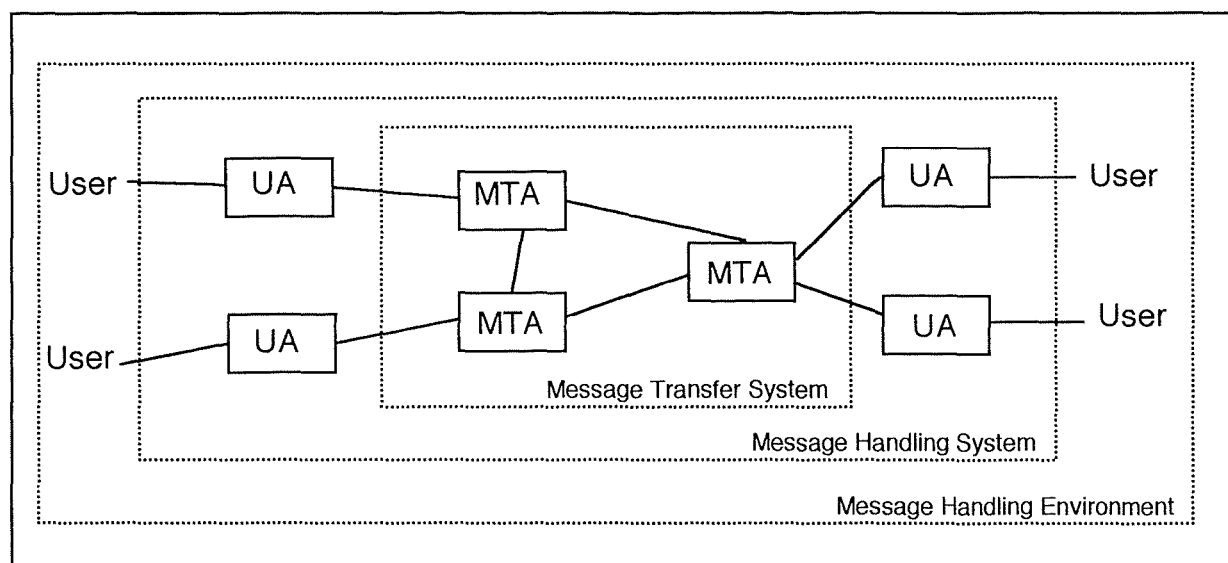 User
UA
MTA
UA
User
MTA
User
UA
MTA
UA
User
Message Transfer System
Message Handling System
Message Handling Environment